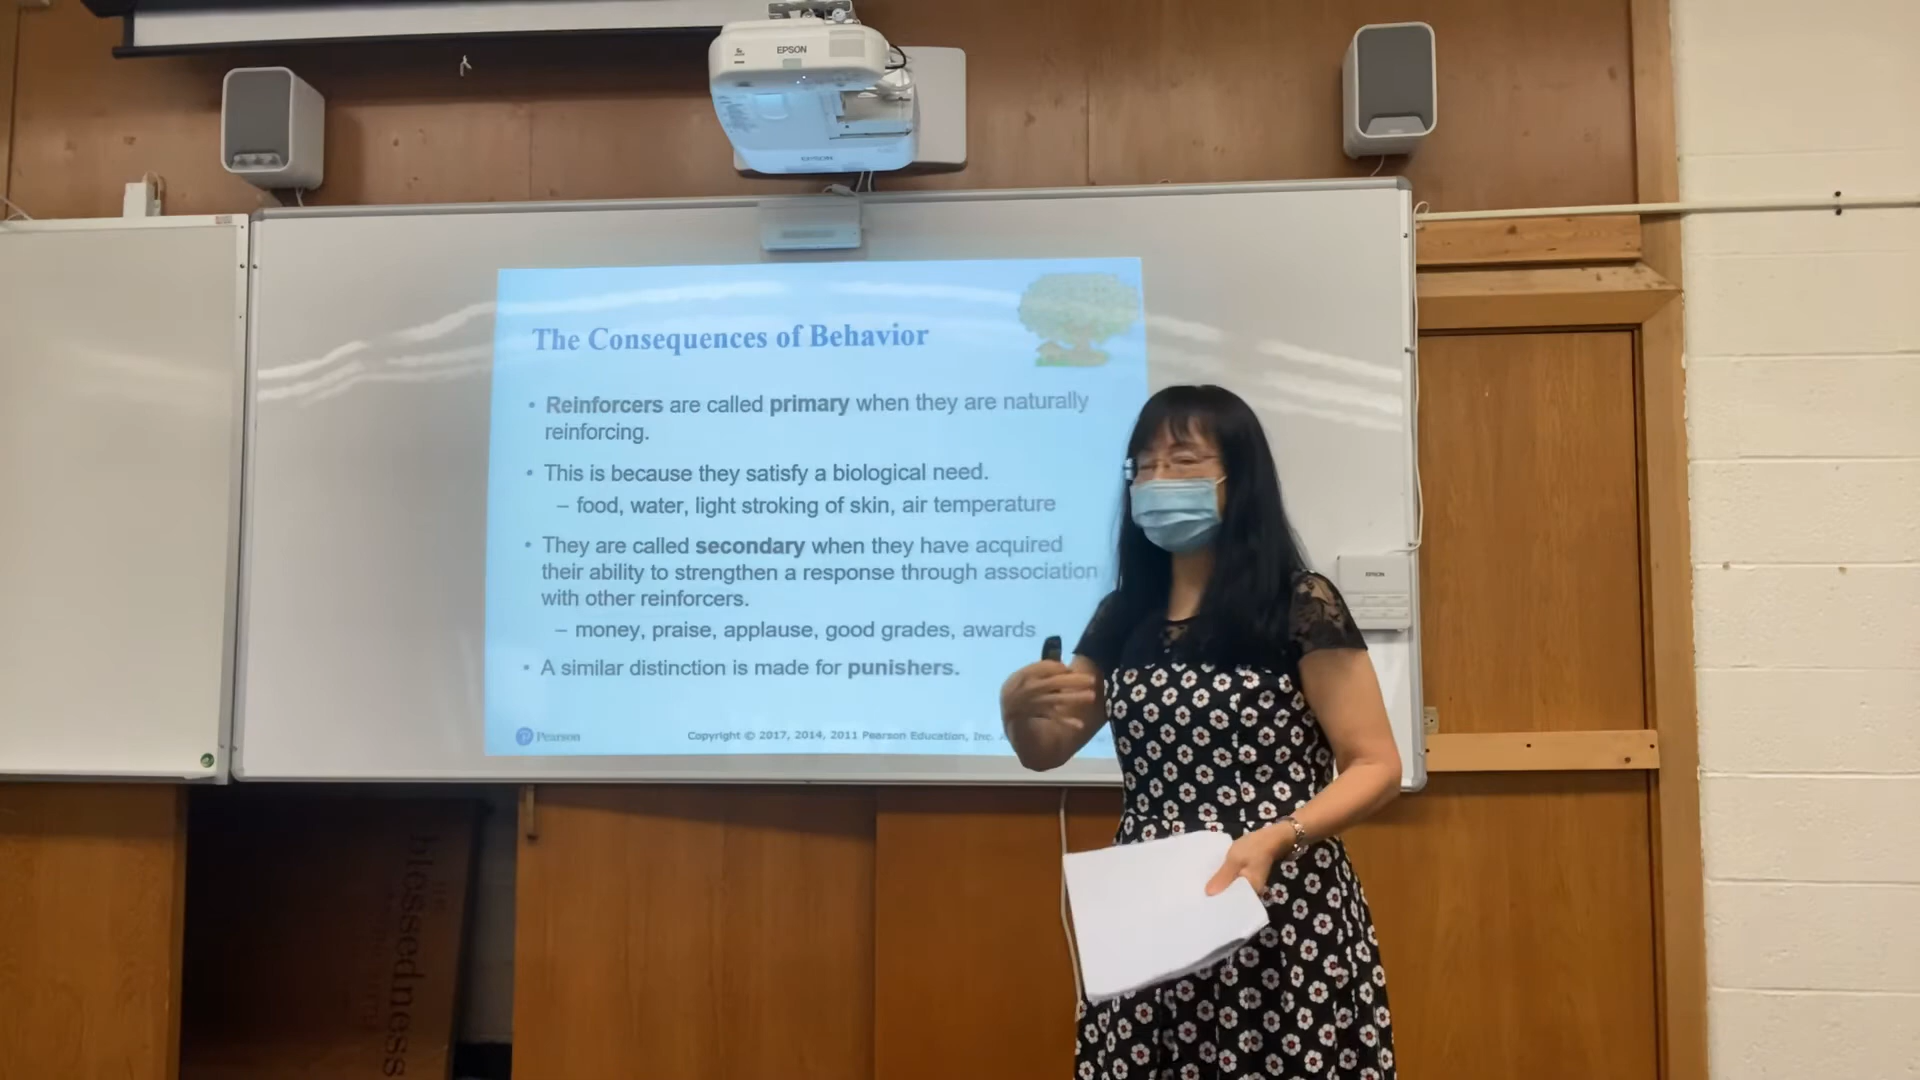 EPSON
EPSON
The Consequences of Behavior
• Reinforcers are called primary when they are naturally
reinforcing.
• This is because they satisfy a biological need.
– food, water, light stroking of skin, air temperature
• They are called secondary when they have acquired
their ability to strengthen a response through association
with other reinforcers.
– money, praise, applause, good grades, awards
• A similar distinction is made for punishers.
Pearson
Copyright © 2017, 2014, 2011 Pearson Education, Inc.
EPSON
blessedness